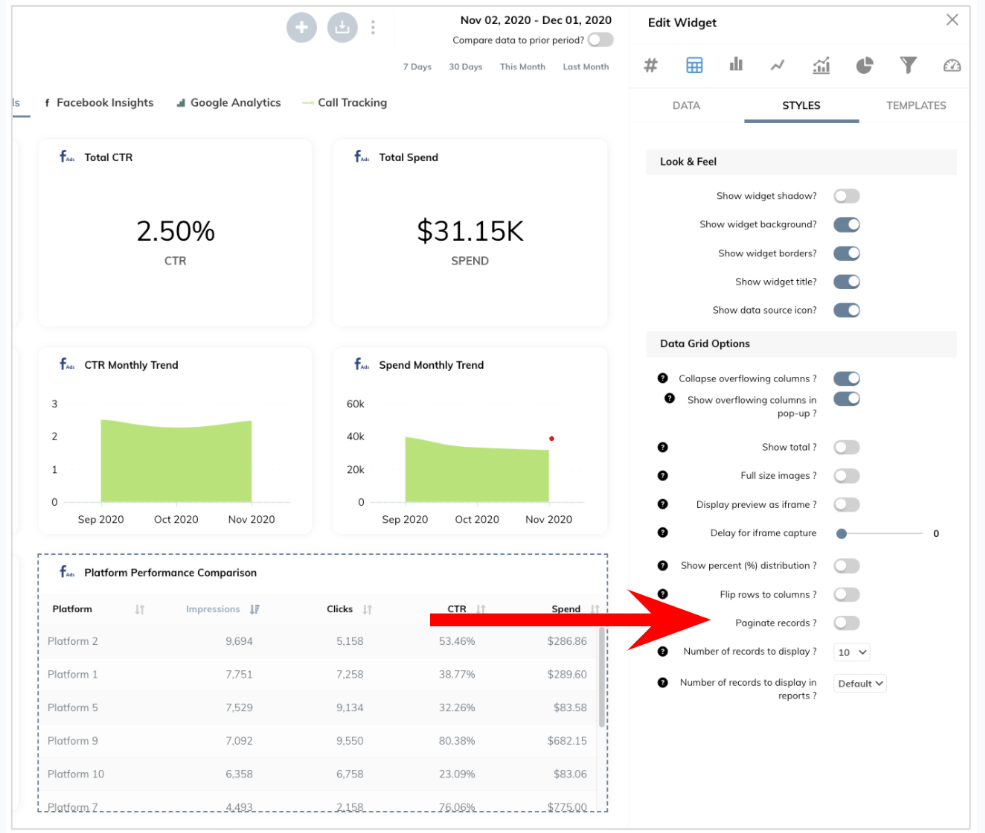 Nov 02, 2020 - Dec 01, 2020
Compare data to prior period?
7 Days 30 Days This Month Last Month
ls Facebook Insights Google Analytics Call Tracking
Total CTR
2.50%
CTR
Total Spend
$31.15K
SPEND
CTR Monthly Trend
3
2
1
0
Sep 2020 Oct 2020 Nov 2020
Spend Monthly Trend
60k
40k
20k
0
Sep 2020 Oct 2020 Nov 2020
Platform Performance Comparison
Platform Impressions Clicks CTR Spend
Platform 2 9,694 5,158 53.46% $286.86
Platform 1 7,751 7,258 38.77% $289.60
Platform 5 7,529 9,134 32.26% $83.58
Platform 9 7,092 9,550 80.38% $682.15
Platform 10 6,358 6,758 23.09% $83.06
Platform 7 4,493 2,158 76.06% $775.00
Edit Widget
DATA STYLES TEMPLATES
Look & Feel
Show widget shadow?
Show widget background?
Show widget borders?
Show widget title?
Show data source icon?
Data Grid Options
Collapse overflowing columns ?
Show overflowing columns in
pop-up ?
Show total ?
Full size images ?
Display preview as iframe ?
Delay for iframe capture 0
Show percent (%) distribution ?
Flip rows to columns ?
Paginate records ?
Number of records to display ? 10
Number of records to display in Default
reports ?